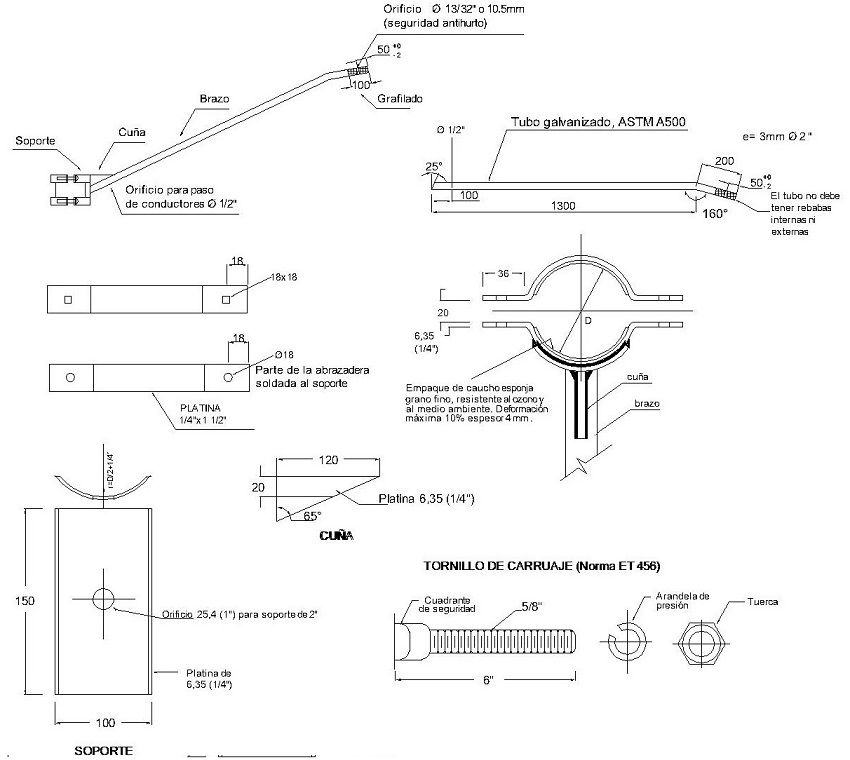 Orificio Ø 13/32" o 10.5mm
(seguridad antihurto)
50 +0 -2
100
Grafilado
Brazo
Cuña
Soporte
Orificio para paso
de conductores Ø 1/2"
Tubo galvanizado, ASTM A500
e= 3mm Ø 2"
Ø 1/2"
25°
100
1300
200
50 +0 -2
160°
El tubo no debe
tener rebabas
internas ni
externas
18
18x18
18
Ø18
Parte de la abrazadera
soldada al soporte
PLATINA
1/4"x1 1/2"
36
20
6,35
(1/4")
D
Empaque de caucho esponja
grano fino, resistente al ozono y
al medio ambiente. Deformación
máxima 10% espesor 4mm.
cuña
brazo
r=D/2+1/4"
120
20
65°
Platina 6,35 (1/4")
CUÑA
150
Orificio 25,4 (1") para soporte de 2"
Platina de
6,35 (1/4")
100
SOPORTE
TORNILLO DE CARRUAJE (Norma ET 456)
Cuadrante
de seguridad
5/8"
6"
Arandela de
presión
Tuerca